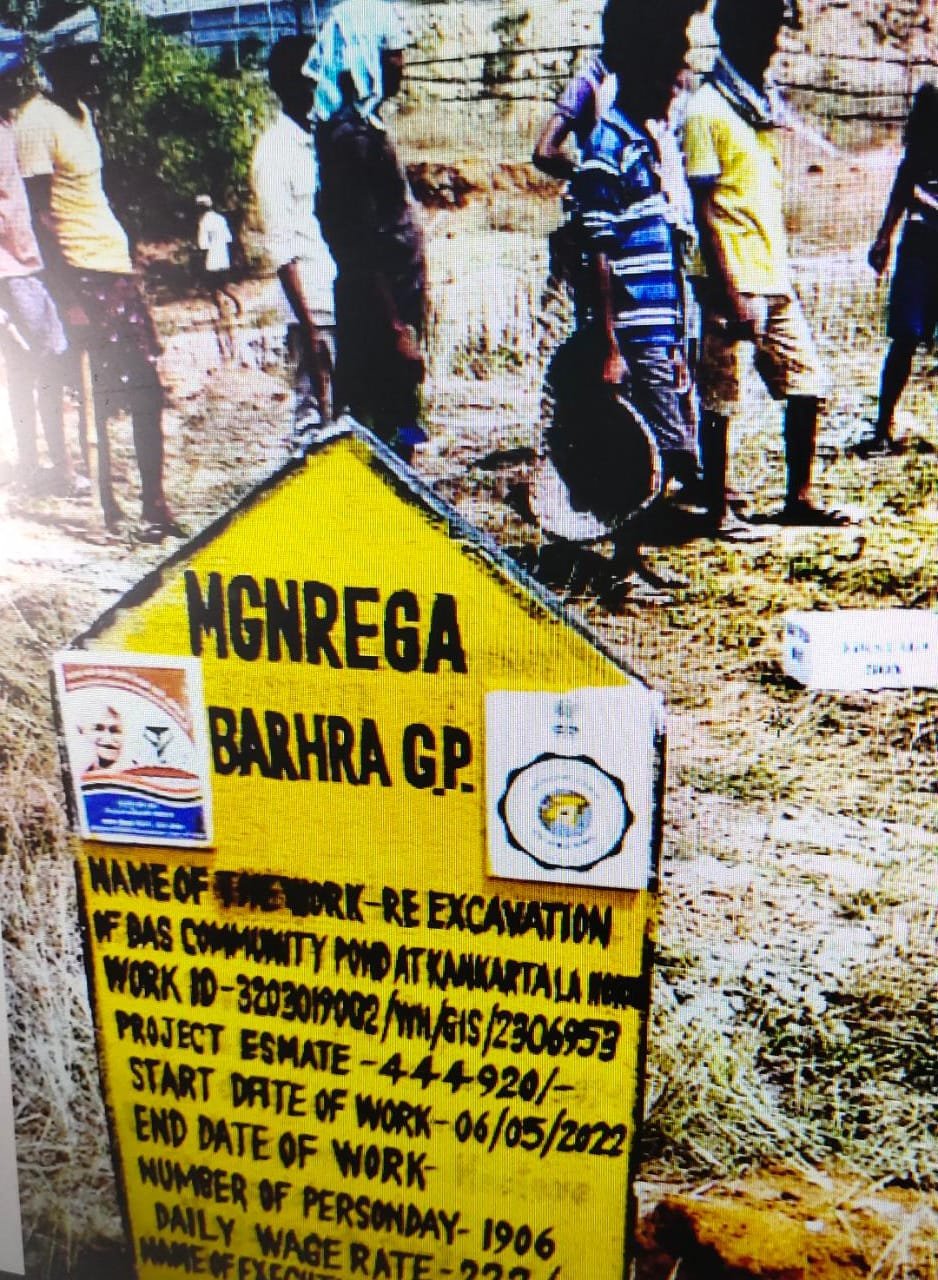 MGNREGA
BARHRA G.P.
NAME OF THE WORK-RE EXCAVATION
OF DAS COMMUNITY POND AT KANKARTALA
WORK ID-3203019002/WH/GIS/2306953
PROJECT ESMATE-444920/-
START DATE OF WORK-06/05/2022
END DATE OF WORK-
NUMBER OF PERSONDAY-1906
DAILY WAGE RATE-
NAME OF